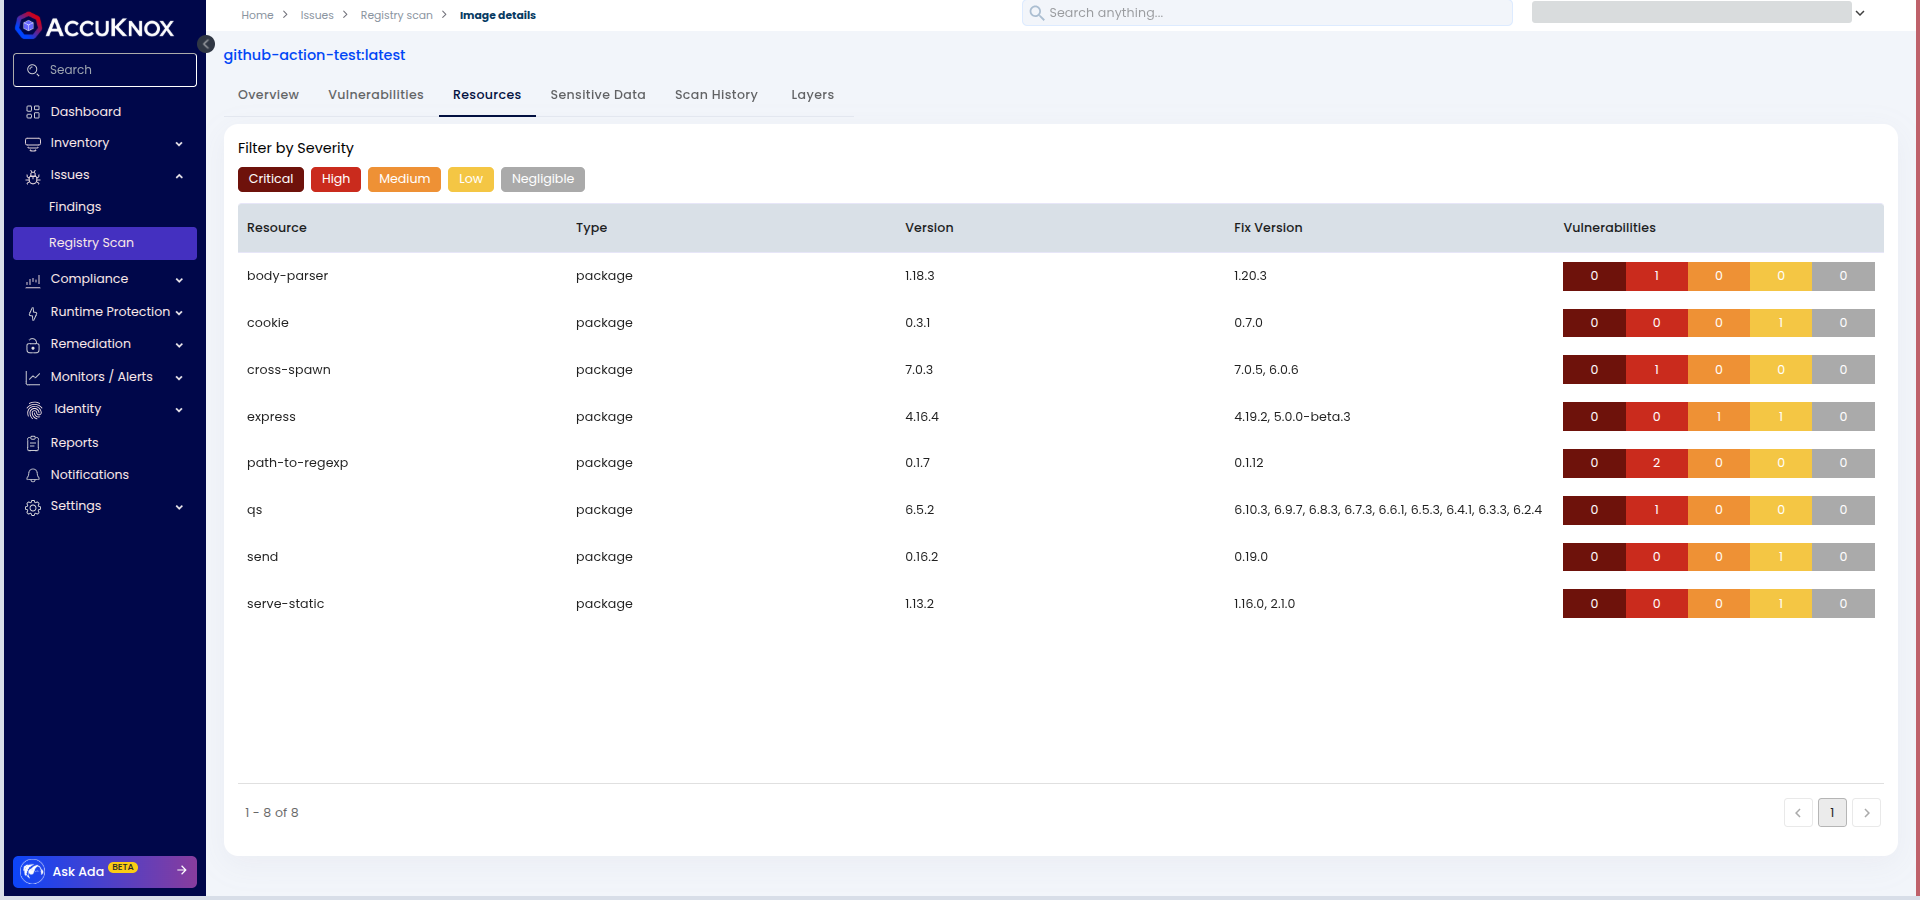 ACCUKNOX
Search
Dashboard
Inventory
Issues
Findings
Registry Scan
Compliance
Runtime Protection
Remediation
Monitors / Alerts
Identity
Reports
Notifications
Settings
Ask Ada BETA
Home > Issues > Registry scan > Image details
Search anything...
github-action-test:latest
Overview Vulnerabilities Resources Sensitive Data Scan History Layers
Filter by Severity
Critical High Medium Low Negligible
Resource Type Version Fix Version Vulnerabilities
body-parser package 1.18.3 1.20.3 0 1 0 0 0
cookie package 0.3.1 0.7.0 0 0 0 1 0
cross-spawn package 7.0.3 7.0.5, 6.0.6 0 1 0 0 0
express package 4.16.4 4.19.2, 5.0.0-beta.3 0 0 1 1 0
path-to-regexp package 0.1.7 0.1.12 0 2 0 0 0
qs package 6.5.2 6.10.3, 6.9.7, 6.8.3, 6.7.3, 6.6.1, 6.5.3, 6.4.1, 6.3.3, 6.2.4 0 1 0 0 0
send package 0.16.2 0.19.0 0 0 0 1 0
serve-static package 1.13.2 1.16.0, 2.1.0 0 0 0 1 0
1 - 8 of 8
1